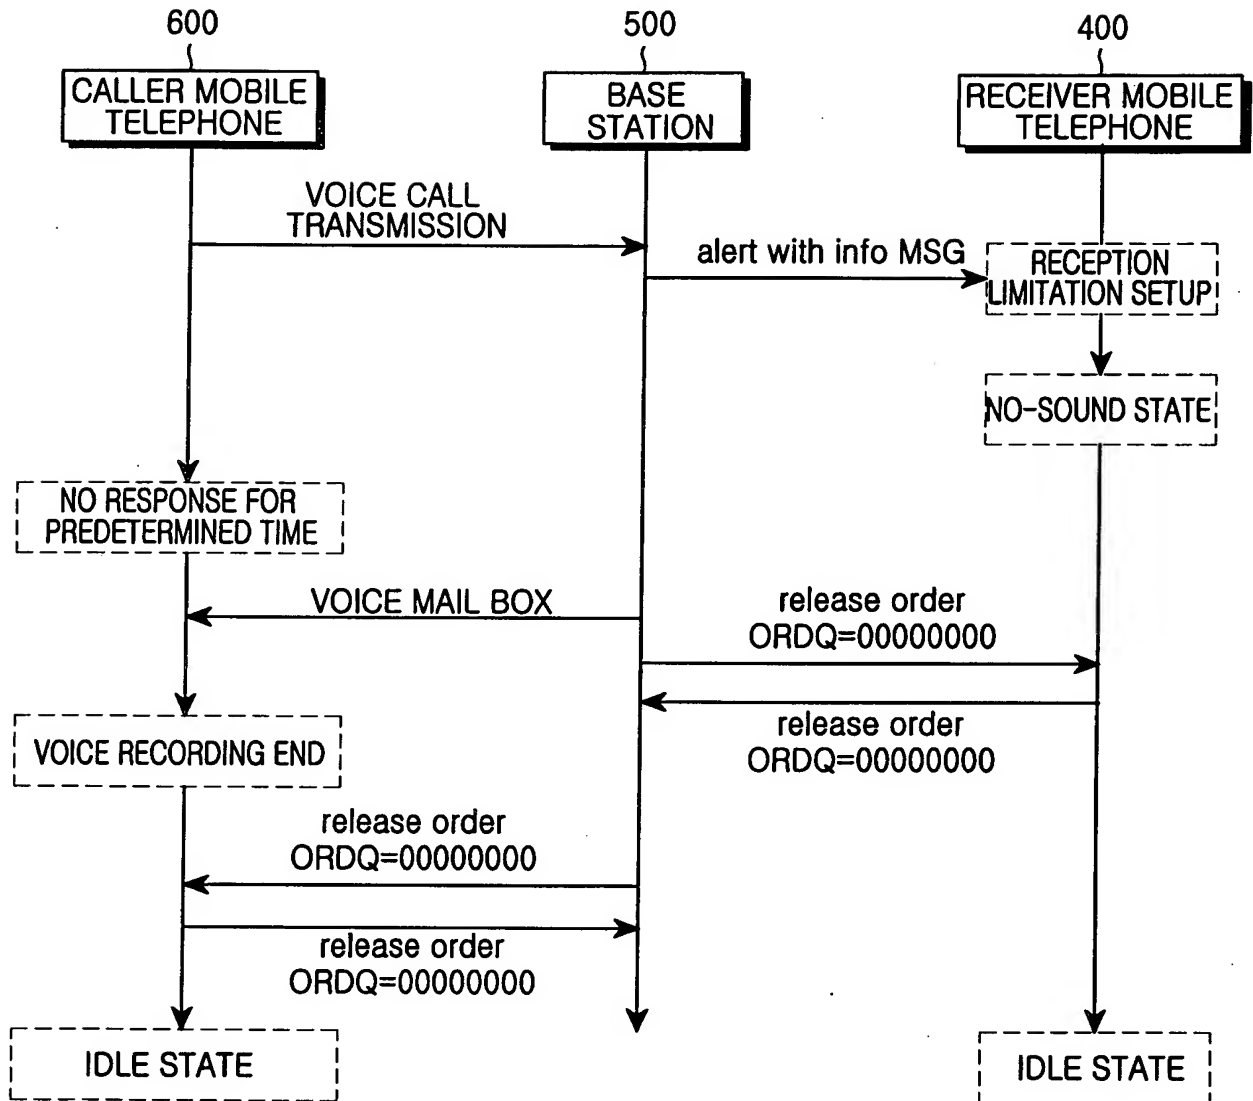 600
500
400
CALLER MOBILE
TELEPHONE
BASE
STATION
RECEIVER MOBILE
TELEPHONE
VOICE CALL
TRANSMISSION
alert with info MSG
RECEPTION
LIMITATION SETUP
NO-SOUND STATE
NO RESPONSE FOR
PREDETERMINED TIME
VOICE MAIL BOX
release order
ORDQ=00000000
release order
ORDQ=00000000
VOICE RECORDING END
release order
ORDQ=00000000
release order
ORDQ=00000000
IDLE STATE
IDLE STATE